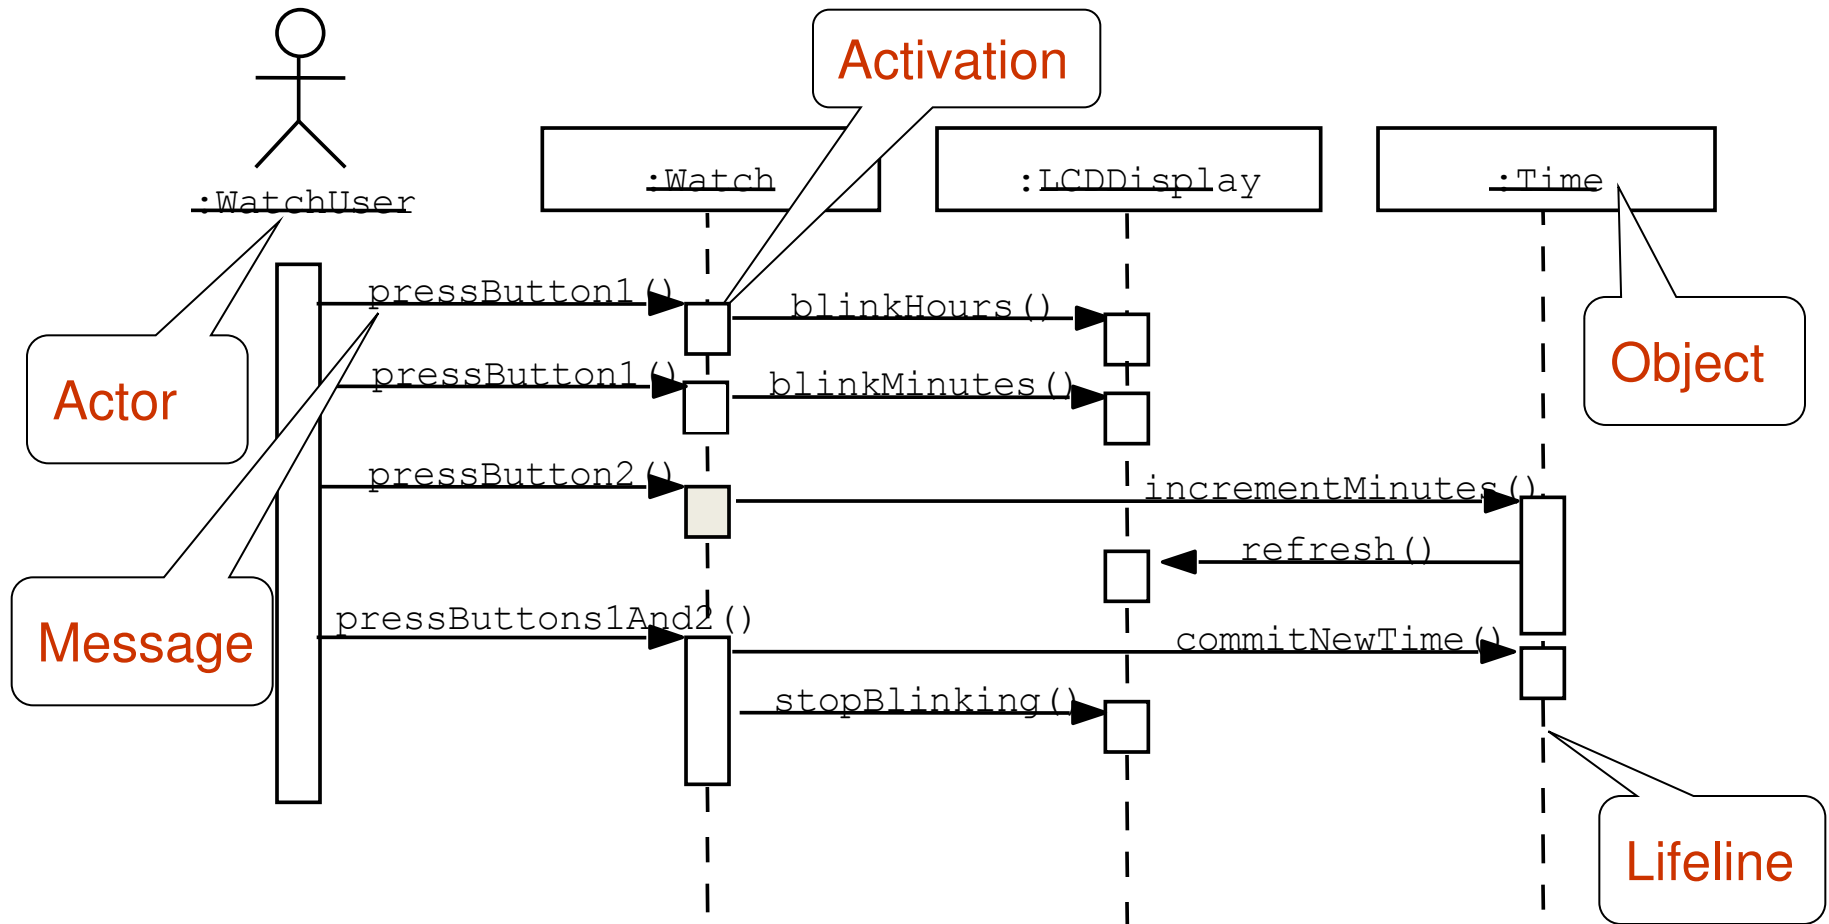 Activation
:WatchUser
:Watch
:LCDDisplay
:Time
pressButton1()
blinkHours()
Actor
pressButton1()
blinkMinutes()
Object
pressButton2()
incrementMinutes()
refresh()
Message
pressButtons1And2()
commitNewTime()
stopBlinking()
Lifeline